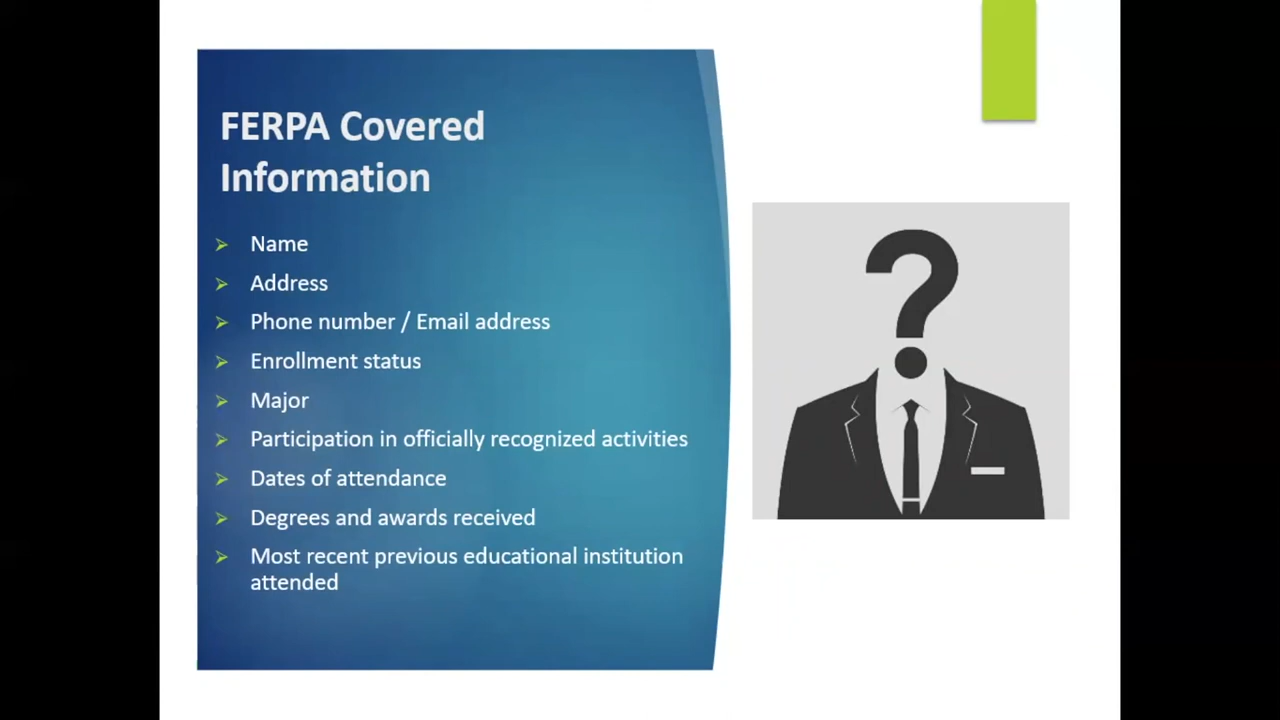 FERPA Covered
Information
Name
Address
Phone number / Email address
Enrollment status
Major
Participation in officially recognized activities
Dates of attendance
Degrees and awards received
Most recent previous educational institution
attended